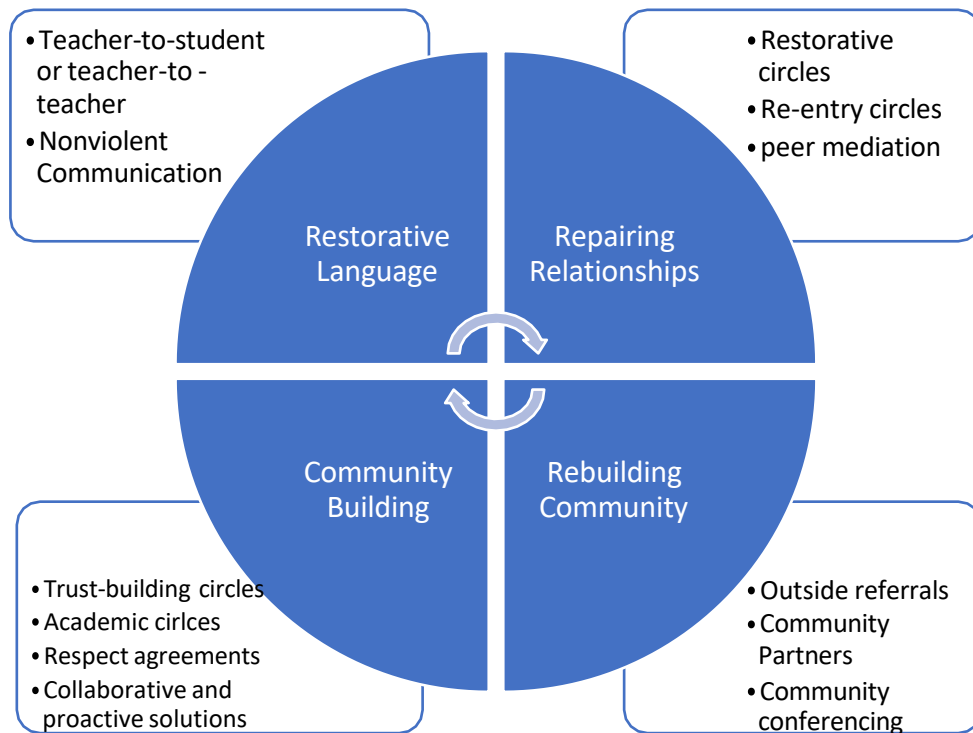 • Teacher-to-student
or teacher-to -
teacher
• Nonviolent
Communication
• Restorative
circles
• Re-entry circles
• peer mediation
Restorative
Language
Repairing
Relationships
Community
Building
Rebuilding
Community
• Trust-building circles
• Academic cirlces
• Respect agreements
• Collaborative and
proactive solutions
• Outside referrals
• Community
Partners
• Community
conferencing